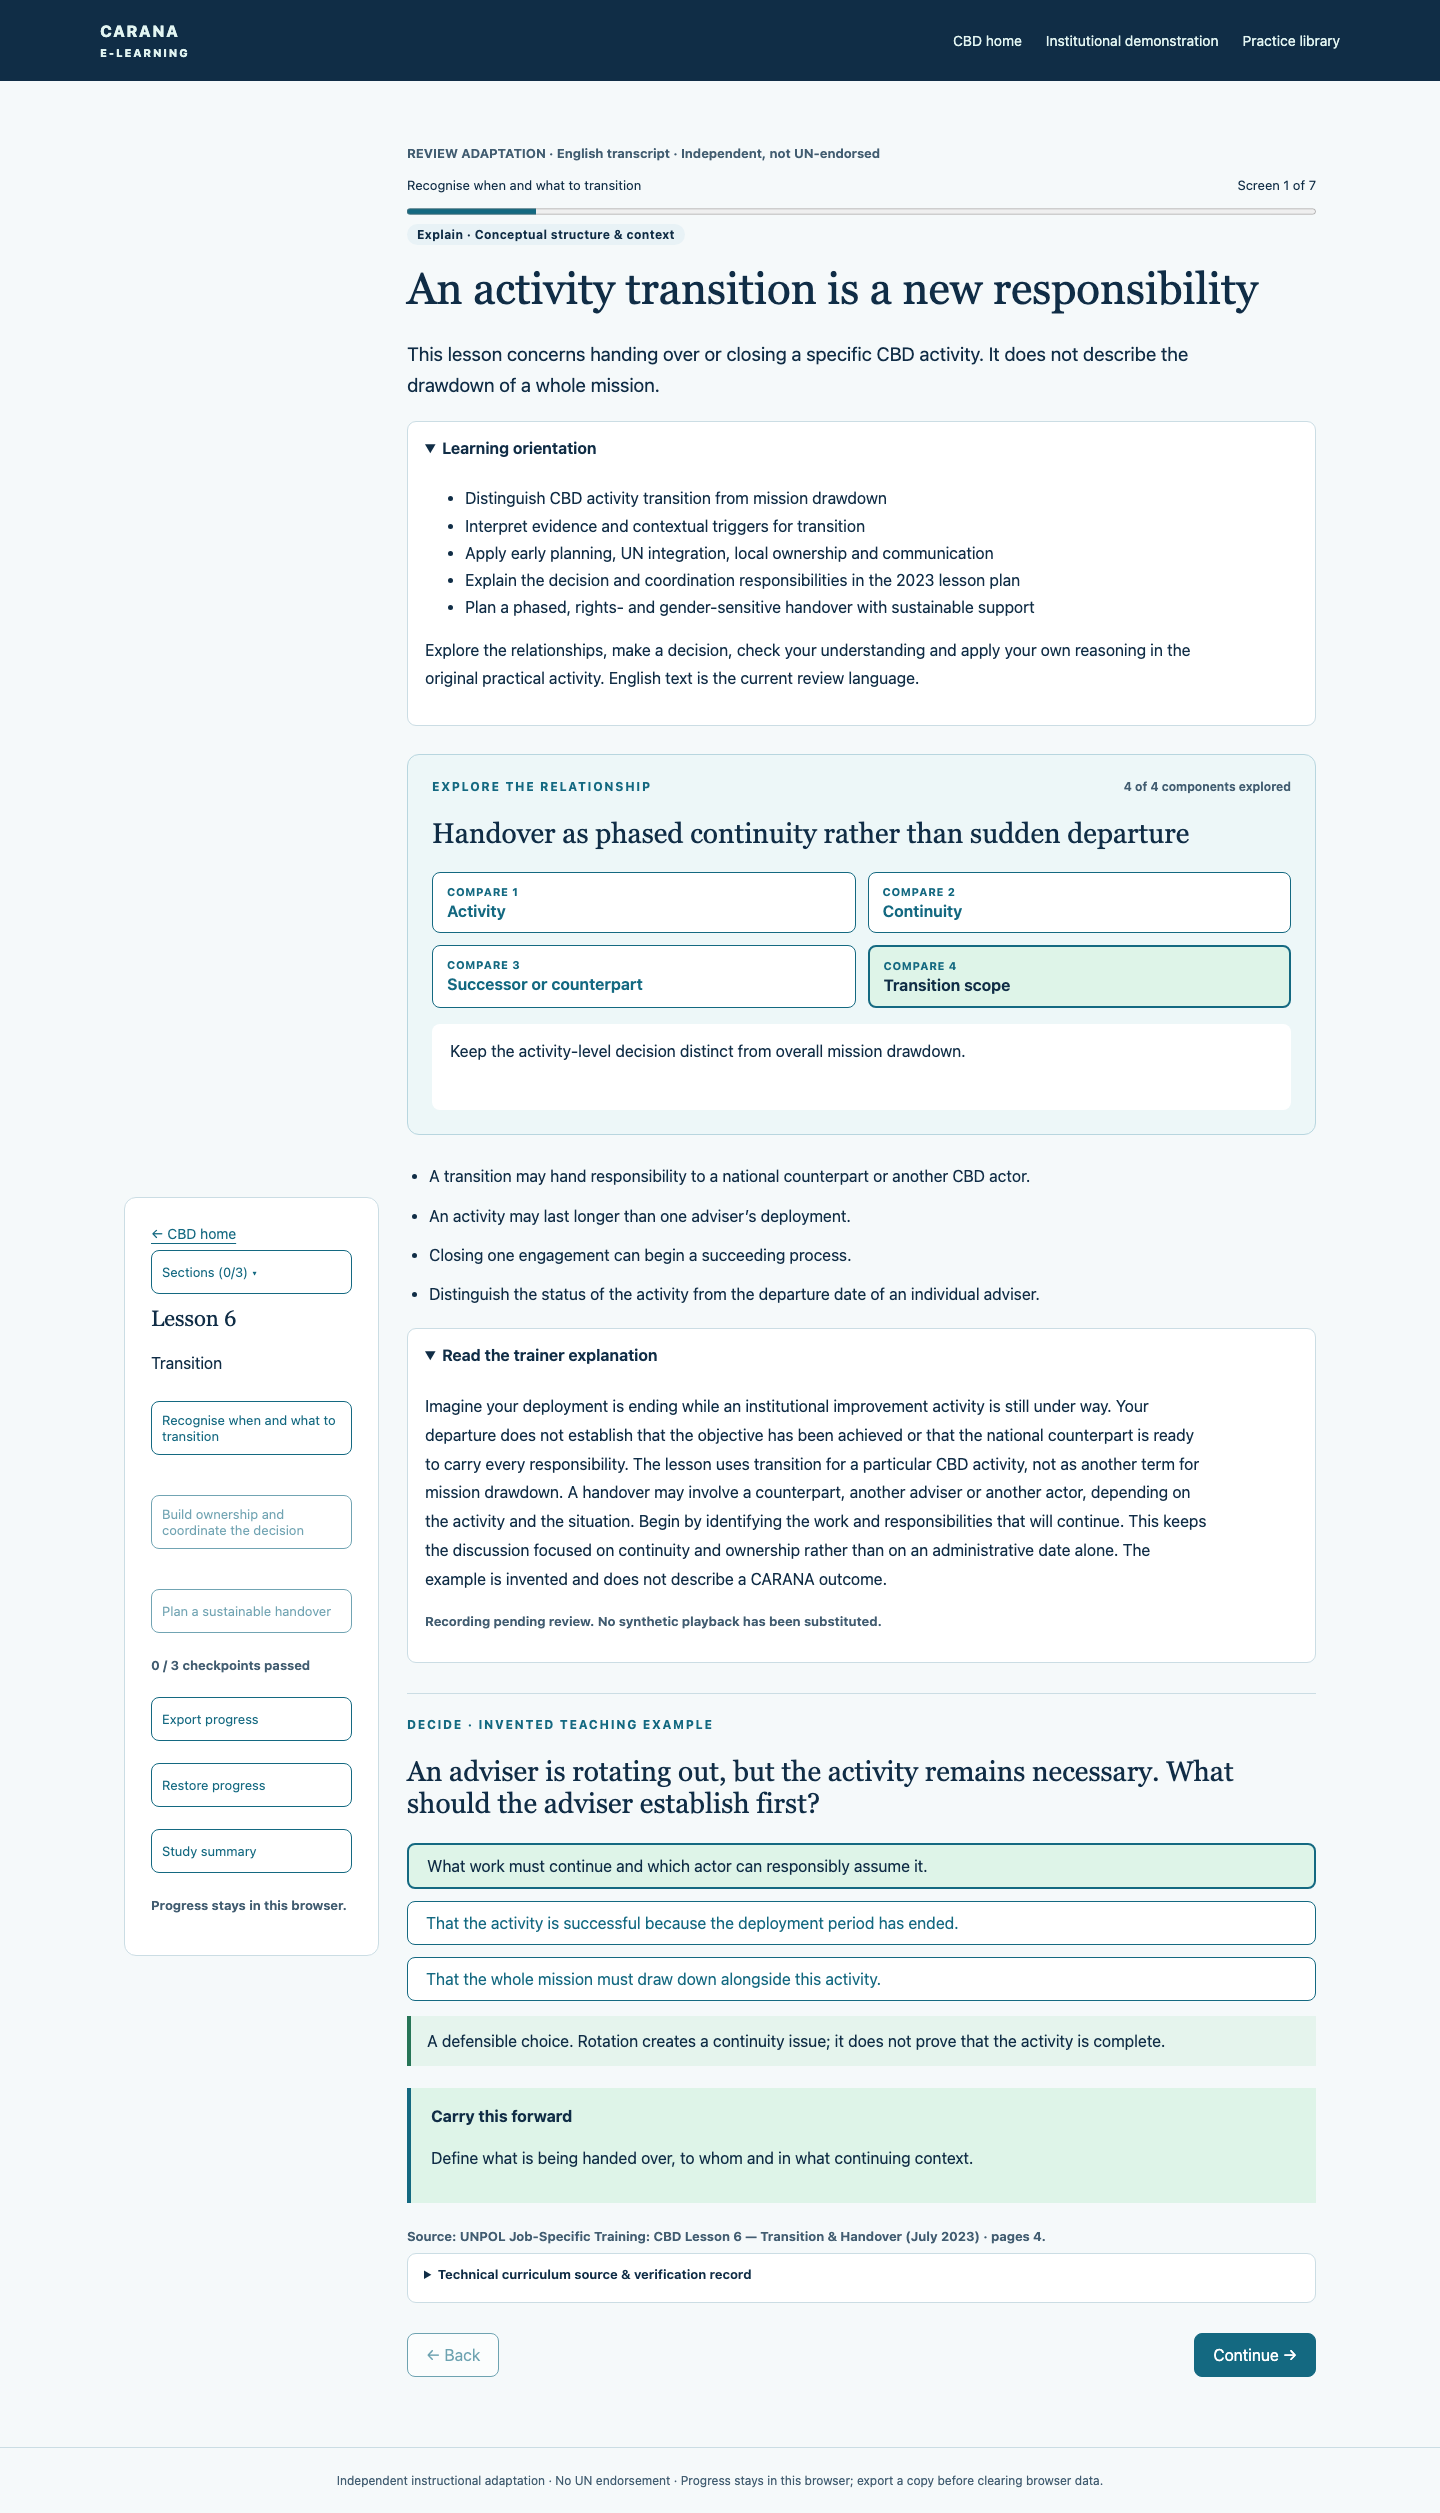 CARANA
E-LEARNING
CBD home
Institutional demonstration
Practice library
REVIEW ADAPTATION · English transcript · Independent, not UN-endorsed
Recognise when and what to transition
Screen 1 of 7
Explain · Conceptual structure & context
An activity transition is a new responsibility
This lesson concerns handing over or closing a specific CBD activity. It does not describe the
drawdown of a whole mission.
▼ Learning orientation
• Distinguish CBD activity transition from mission drawdown
• Interpret evidence and contextual triggers for transition
• Apply early planning, UN integration, local ownership and communication
• Explain the decision and coordination responsibilities in the 2023 lesson plan
• Plan a phased, rights- and gender-sensitive handover with sustainable support
Explore the relationships, make a decision, check your understanding and apply your own reasoning in the
original practical activity. English text is the current review language.
EXPLORE THE RELATIONSHIP
4 of 4 components explored
Handover as phased continuity rather than sudden departure
COMPARE 1
Activity
COMPARE 2
Continuity
COMPARE 3
Successor or counterpart
COMPARE 4
Transition scope
Keep the activity-level decision distinct from overall mission drawdown.
• A transition may hand responsibility to a national counterpart or another CBD actor.
• An activity may last longer than one adviser’s deployment.
• Closing one engagement can begin a succeeding process.
• Distinguish the status of the activity from the departure date of an individual adviser.
← CBD home
Sections (0/3) ▾
Lesson 6
Transition
Recognise when and what to
transition
Build ownership and
coordinate the decision
Plan a sustainable handover
0 / 3 checkpoints passed
Export progress
Restore progress
Study summary
Progress stays in this browser.
▼ Read the trainer explanation
Imagine your deployment is ending while an institutional improvement activity is still under way. Your
departure does not establish that the objective has been achieved or that the national counterpart is ready
to carry every responsibility. The lesson uses transition for a particular CBD activity, not as another term for
mission drawdown. A handover may involve a counterpart, another adviser or another actor, depending on
the activity and the situation. Begin by identifying the work and responsibilities that will continue. This keeps
the discussion focused on continuity and ownership rather than on an administrative date alone. The
example is invented and does not describe a CARANA outcome.
Recording pending review. No synthetic playback has been substituted.
DECIDE · INVENTED TEACHING EXAMPLE
An adviser is rotating out, but the activity remains necessary. What
should the adviser establish first?
What work must continue and which actor can responsibly assume it.
That the activity is successful because the deployment period has ended.
That the whole mission must draw down alongside this activity.
A defensible choice. Rotation creates a continuity issue; it does not prove that the activity is complete.
Carry this forward
Define what is being handed over, to whom and in what continuing context.
Source: UNPOL Job-Specific Training: CBD Lesson 6 — Transition & Handover (July 2023) · pages 4.
▶ Technical curriculum source & verification record
← Back
Continue →
Independent instructional adaptation · No UN endorsement · Progress stays in this browser; export a copy before clearing browser data.